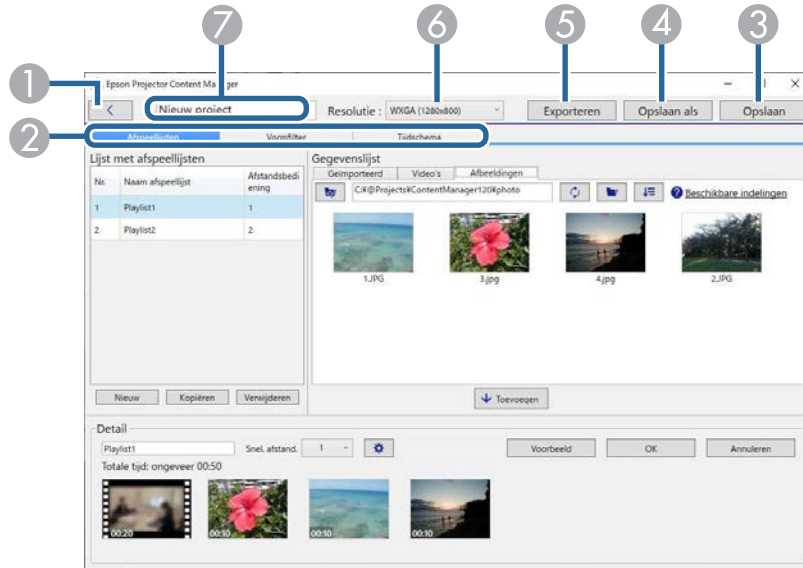 7 6 5 4 3
1 Epson Projector Content Manager
Nieuw project Resolutie : WXGA (1280x800) Exporteren Opslaan als Opslaan
2 Afspeellijsten Vormfilter Tijdschema
Lijst met afspeellijsten
Nr. Naam afspeellijst Afstandsbedi
ening
1 Playlist1 1
2 Playlist2 2
Nieuw Kopiëren Verwijderen
Gegevenslijst
Geïmporteerd Video's Afbeeldingen
C:¥@Projects¥ContentManager120¥photo Beschikbare indelingen
1.JPG 3.jpg 4.jpg 2.JPG
Toevoegen
Detail
Playlist1 Snel. afstand. 1 Voorbeeld OK Annuleren
Totale tijd: ongeveer 00:50
00:20 00:10 00:10 00:10